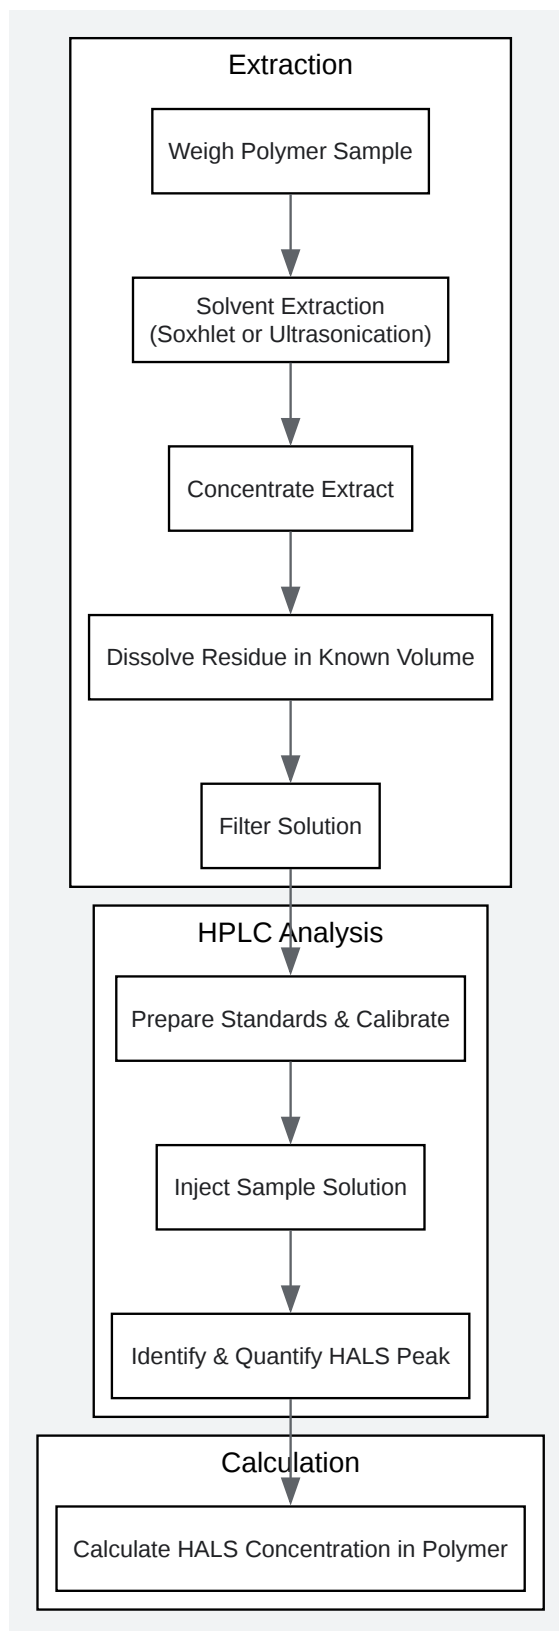 Extraction
Weigh Polymer Sample
Solvent Extraction
(Soxhlet or Ultrasonication)
Concentrate Extract
Dissolve Residue in Known Volume
Filter Solution
HPLC Analysis
Prepare Standards & Calibrate
Inject Sample Solution
Identify & Quantify HALS Peak
Calculation
Calculate HALS Concentration in Polymer